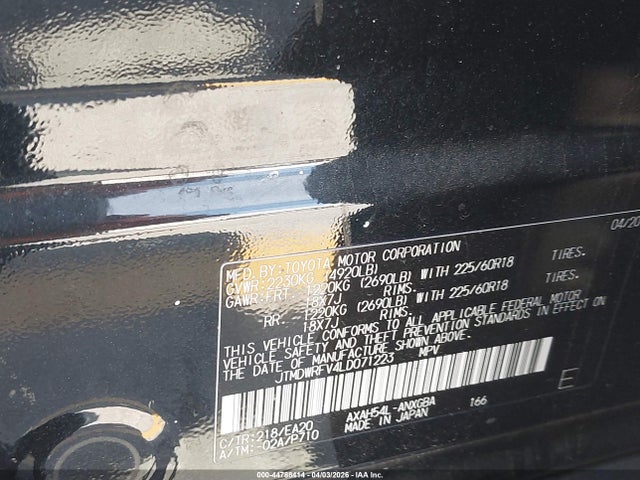 04/20
MFD.BY:TOYOTA MOTOR CORPORATION
GVWR:2230KG (4920LB)
GAWR:FRT. 1220KG (2690LB) WITH 225/60R18 TIRES.
18X7J RIMS.
RR. 1220KG (2690LB) WITH 225/60R18 TIRES.
18X7J RIMS.
THIS VEHICLE CONFORMS TO ALL APPLICABLE FEDERAL MOTOR
VEHICLE SAFETY AND THEFT PREVENTION STANDARDS IN EFFECT ON
THE DATE OF MANUFACTURE SHOWN ABOVE.
JTMDWRFV4LD071223 MPV
E
C/TR:218/EA20 AXAH54L-ANXGBA 166
A/TM:-02A/P710 MADE IN JAPAN
000-44788414 | 04/03/2026 | IAA Inc.